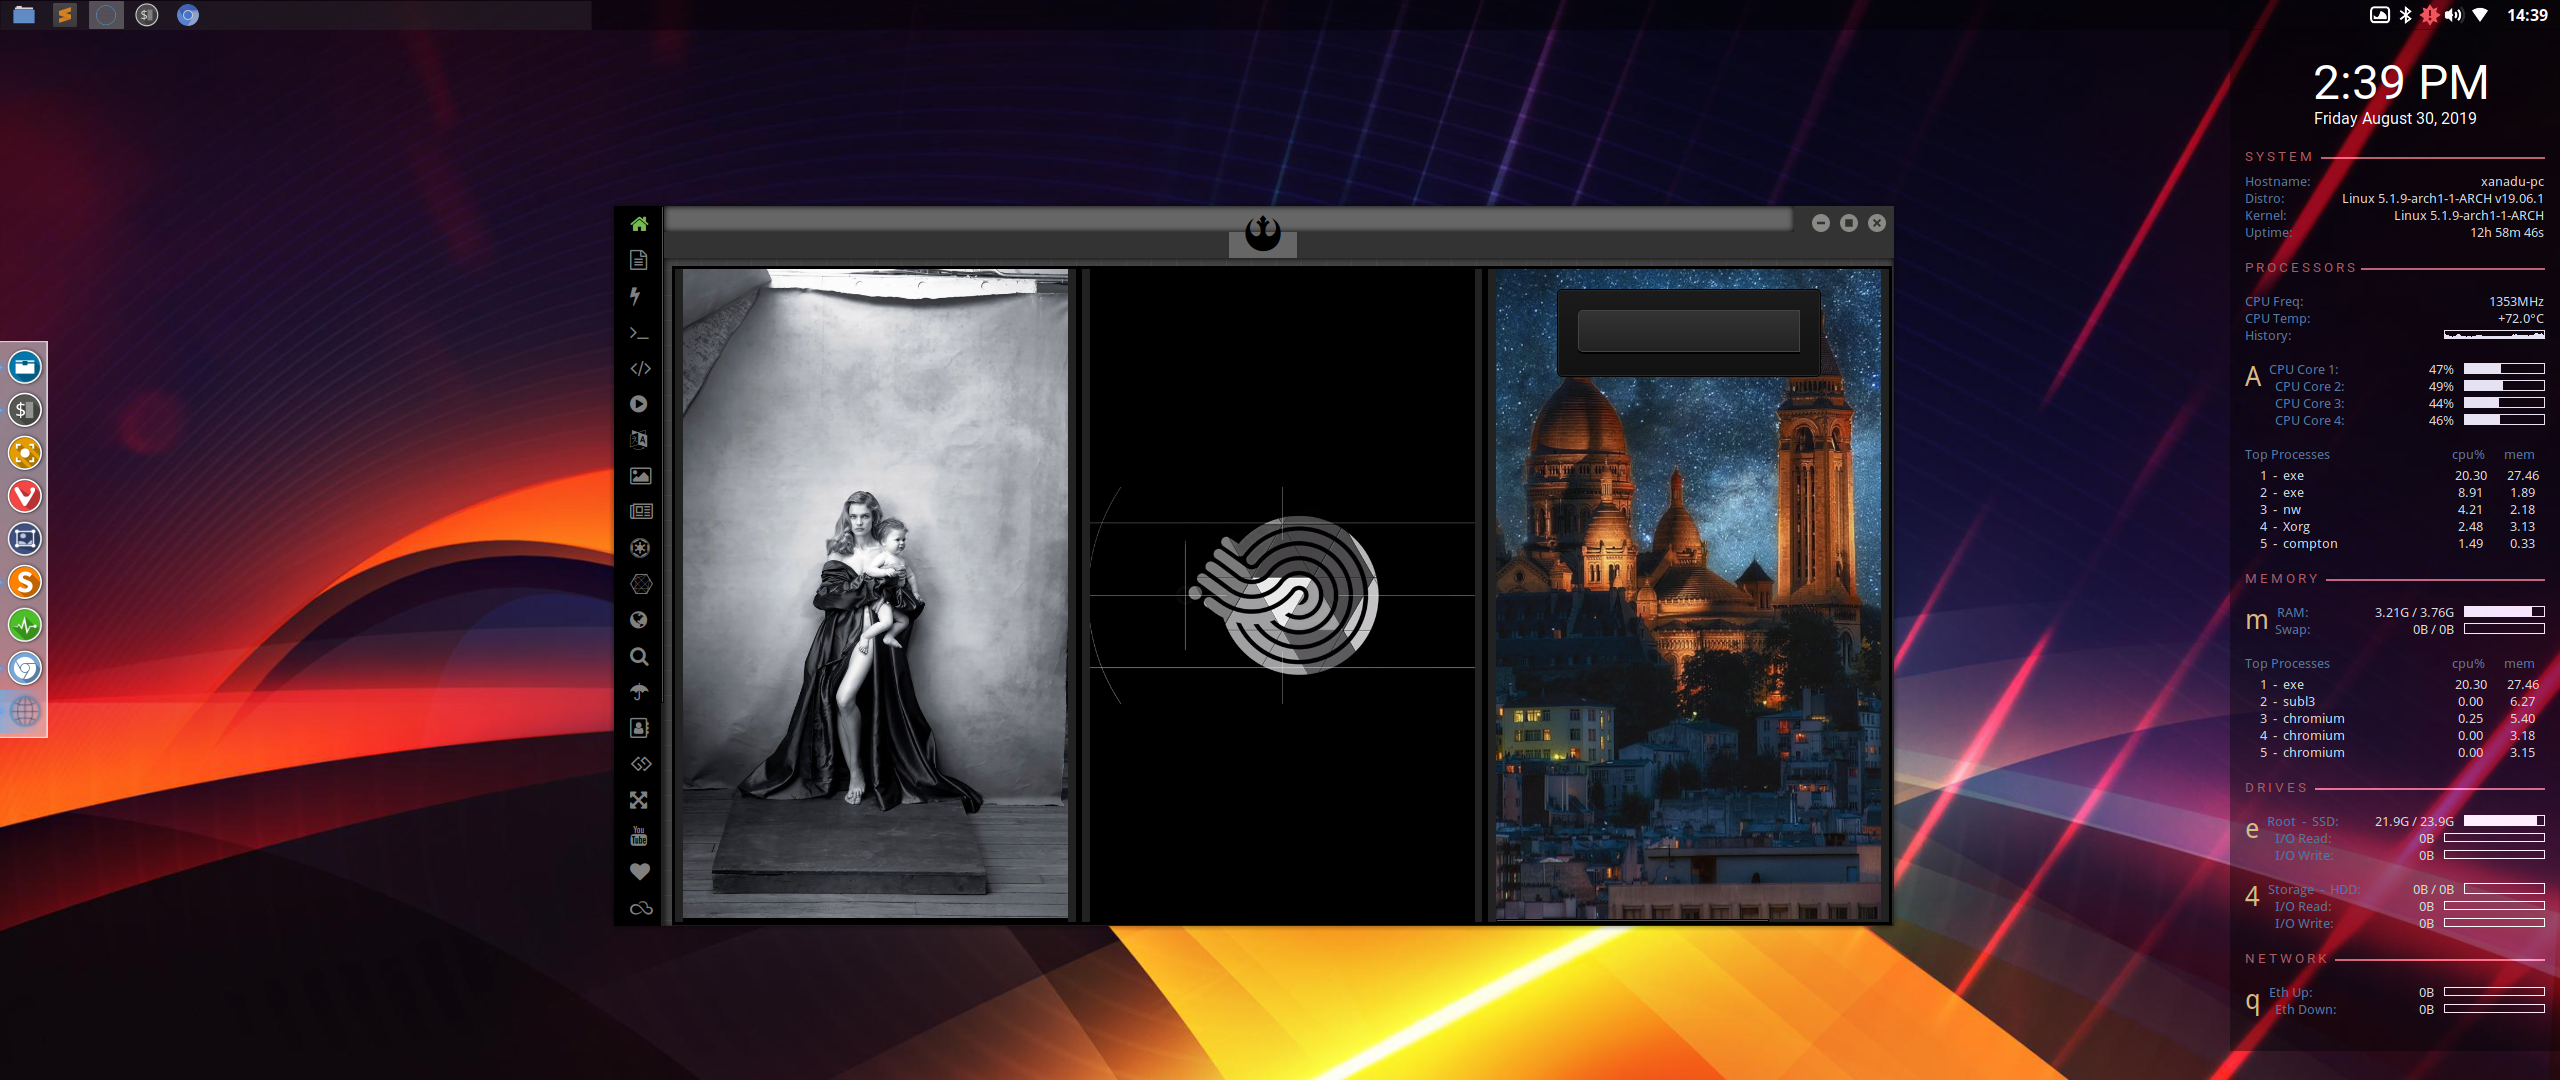 14:39
2:39 PM
Friday August 30, 2019
SYSTEM
Hostname: xanadu-pc
Distro: Linux 5.1.9-arch1-1-ARCH v19.06.1
Kernel: Linux 5.1.9-arch1-1-ARCH
Uptime: 12h 58m 46s
PROCESSORS
CPU Freq: 1353MHz
CPU Temp: +72.0°C
History:
A CPU Core 1: 47%
CPU Core 2: 49%
CPU Core 3: 44%
CPU Core 4: 46%
Top Processes cpu% mem
1 - exe 20.30 27.46
2 - exe 8.91 1.89
3 - nw 4.21 2.18
4 - Xorg 2.48 3.13
5 - compton 1.49 0.33
MEMORY
m RAM: 3.21G / 3.76G
Swap: 0B / 0B
Top Processes cpu% mem
1 - exe 20.30 27.46
2 - subl3 0.00 6.27
3 - chromium 0.25 5.40
4 - chromium 0.00 3.18
5 - chromium 0.00 3.15
DRIVES
e Root - SSD: 21.9G / 23.9G
I/O Read: 0B
I/O Write: 0B
4 Storage - HDD: 0B / 0B
I/O Read: 0B
I/O Write: 0B
NETWORK
q Eth Up: 0B
Eth Down: 0B
You
Tube